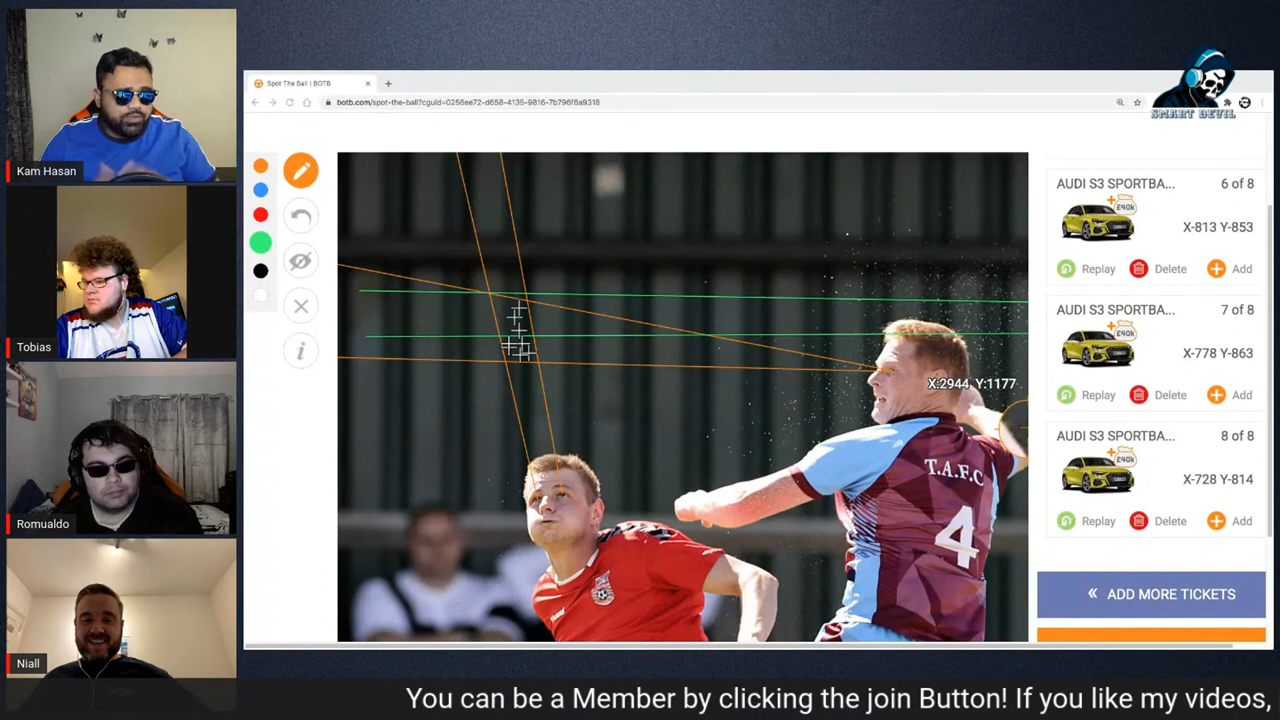 Kam Hasan
Tobias
Romualdo
Niall
Spot The Ball | BOTB
botb.com/spot-the-ball?cguid=0256ee72-d658-4135-9816-7b796f8a9318
SMART DEVIL
X:2944, Y:1177
T.A.F.C
4
AUDI S3 SPORTBA... 6 of 8
£40k
X-813 Y-853
Replay Delete Add
AUDI S3 SPORTBA... 7 of 8
£40k
X-778 Y-863
Replay Delete Add
AUDI S3 SPORTBA... 8 of 8
£40k
X-728 Y-814
Replay Delete Add
« ADD MORE TICKETS
You can be a Member by clicking the join Button! If you like my videos,